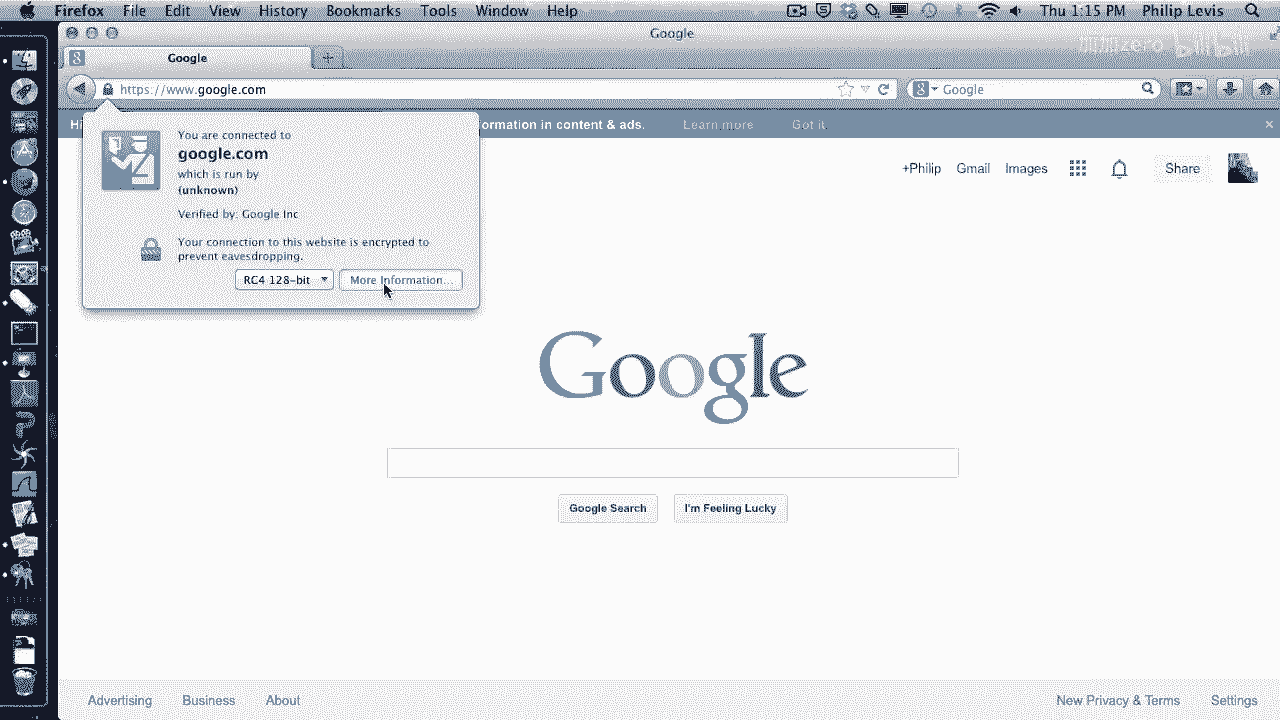 Firefox File Edit View History Bookmarks Tools Window Help Thu 1:15 PM Philip Levis
Google
Google
https://www.google.com Google
Hi
ormation in content & ads. Learn more Got it
You are connected to
google.com
which is run by
(unknown)
Verified by: Google Inc
Your connection to this website is encrypted to
prevent eavesdropping.
RC4 128-bit More Information...
+Philip Gmail Images Share
Google
Google Search I'm Feeling Lucky
Advertising Business About New Privacy & Terms Settings